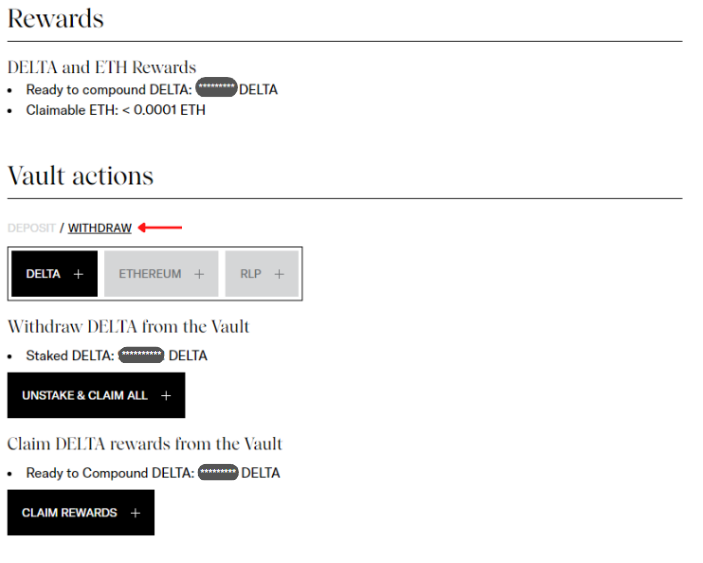 Rewards
DELTA and ETH Rewards
• Ready to compound DELTA: ********* DELTA
• Claimable ETH: < 0.0001 ETH
Vault actions
DEPOSIT / WITHDRAW
DELTA + ETHEREUM + RLP +
Withdraw DELTA from the Vault
• Staked DELTA: ********** DELTA
UNSTAKE & CLAIM ALL +
Claim DELTA rewards from the Vault
• Ready to Compound DELTA: ********* DELTA
CLAIM REWARDS +